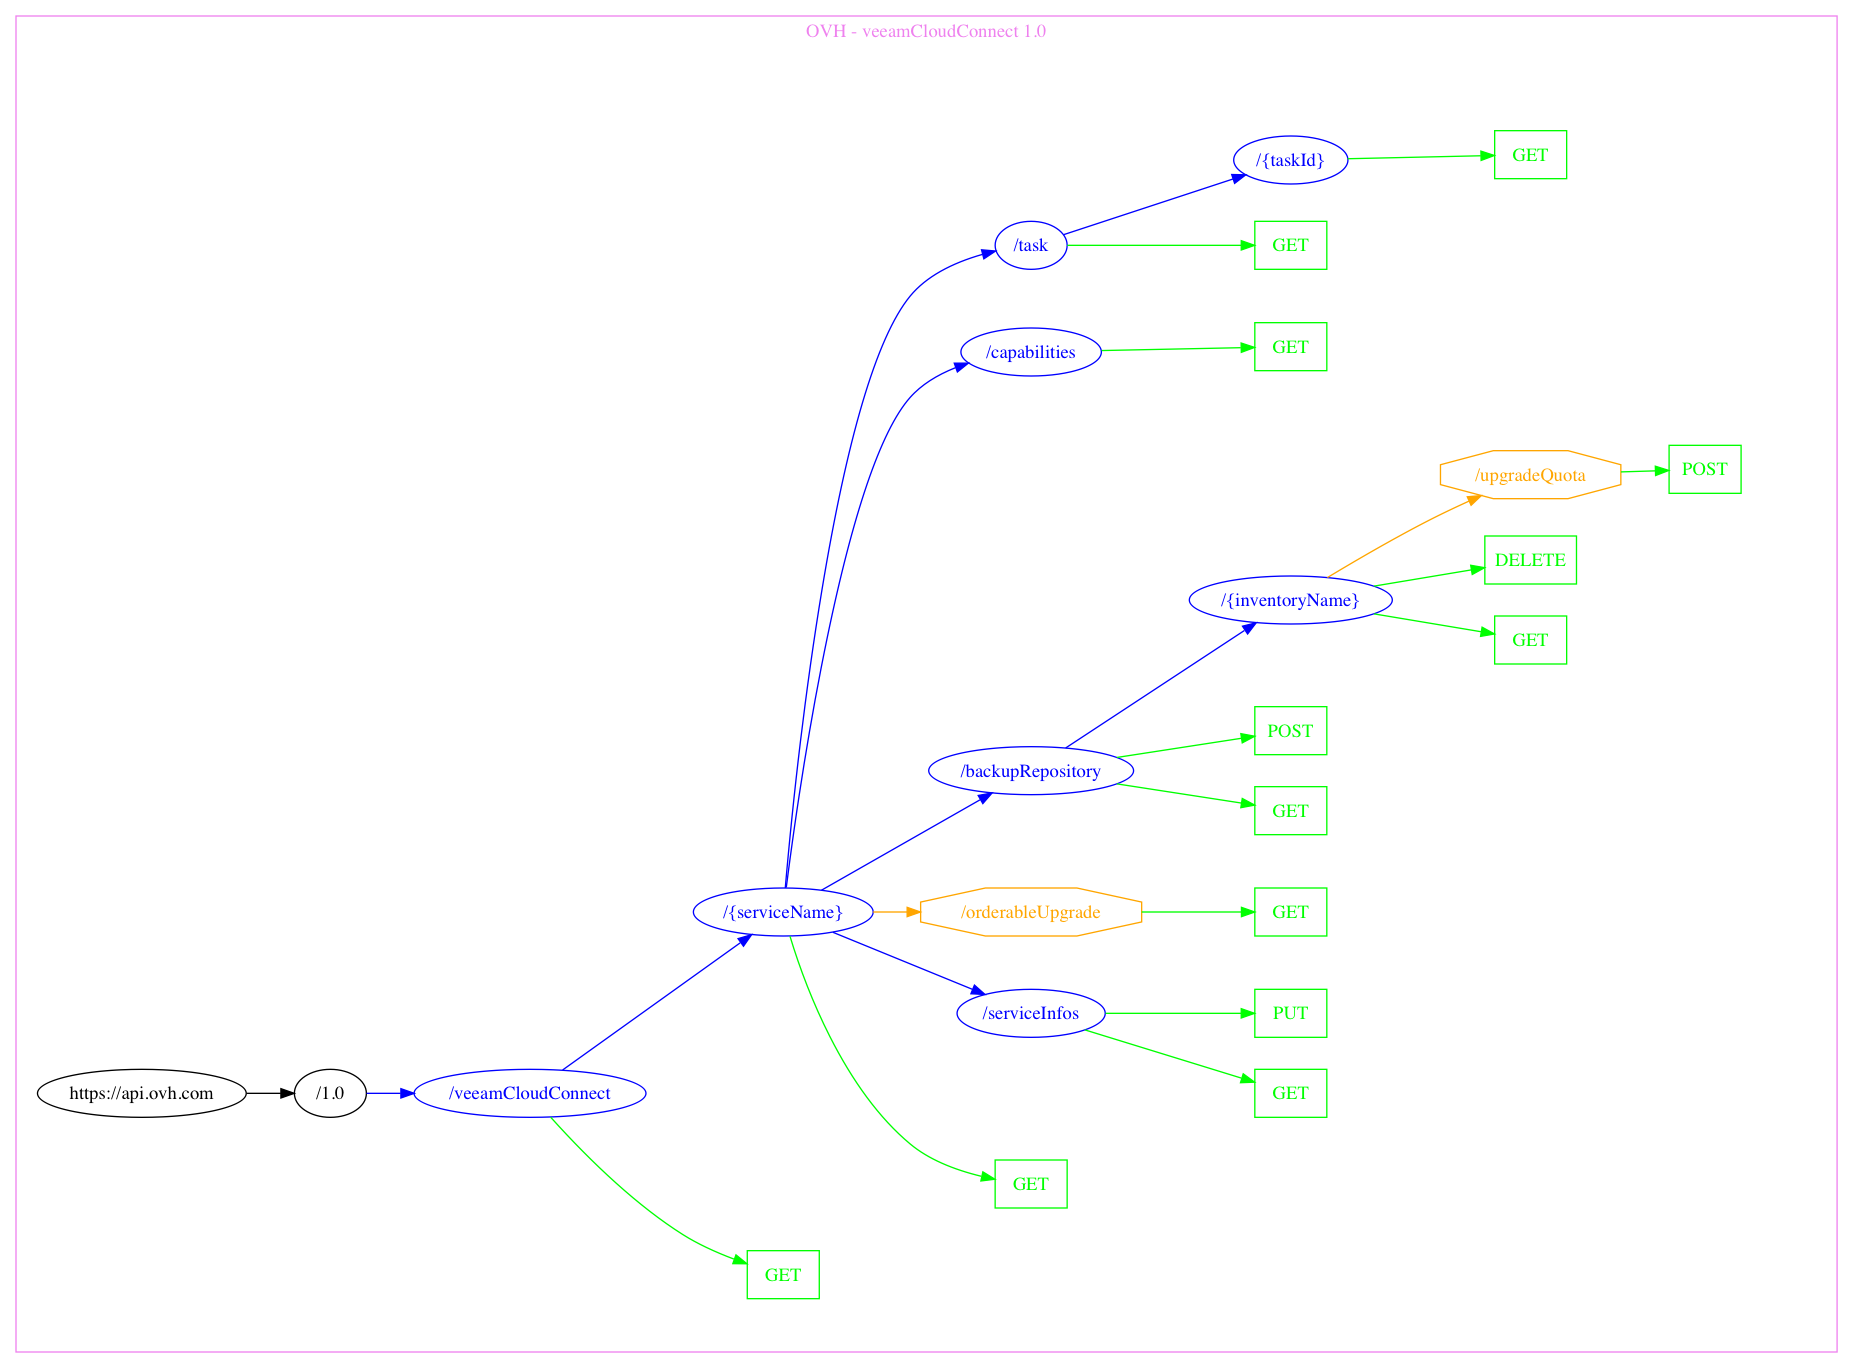 OVH - veeamCloudConnect 1.0
/{taskId}
GET
/task
GET
/capabilities
GET
/upgradeQuota
POST
DELETE
/{inventoryName}
GET
POST
/backupRepository
GET
/{serviceName}
/orderableUpgrade
GET
/serviceInfos
PUT
https://api.ovh.com
/1.0
/veeamCloudConnect
GET
GET
GET